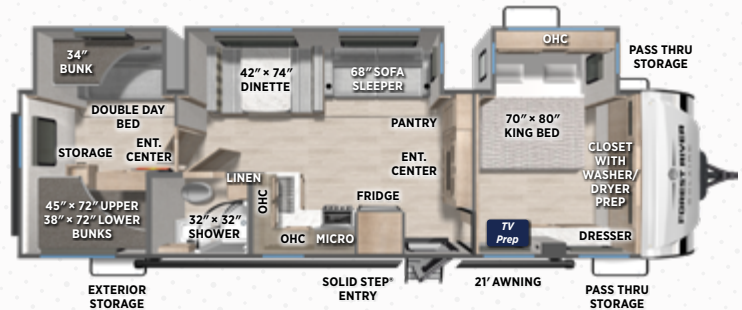 OHC
PASS THRU
STORAGE
34"
BUNK
42" × 74"
DINETTE
68" SOFA
SLEEPER
DOUBLE DAY
BED
70" × 80"
KING BED
PANTRY
STORAGE
ENT.
CENTER
ENT.
CENTER
CLOSET
WITH
WASHER/
DRYER
PREP
LINEN
OHC
FRIDGE
45" × 72" UPPER
38" × 72" LOWER
BUNKS
32" × 32"
SHOWER
OHC
MICRO
TV
Prep
DRESSER
FOREST RIVER
EXTERIOR
STORAGE
SOLID STEP®
ENTRY
21' AWNING
PASS THRU
STORAGE